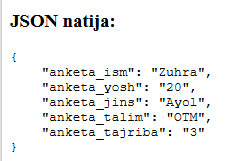 JSON natija:
{
    "anketa_ism": "Zuhra",
    "anketa_yosh": "20",
    "anketa_jins": "Ayol",
    "anketa_talim": "OTM",
    "anketa_tajriba": "3"
}